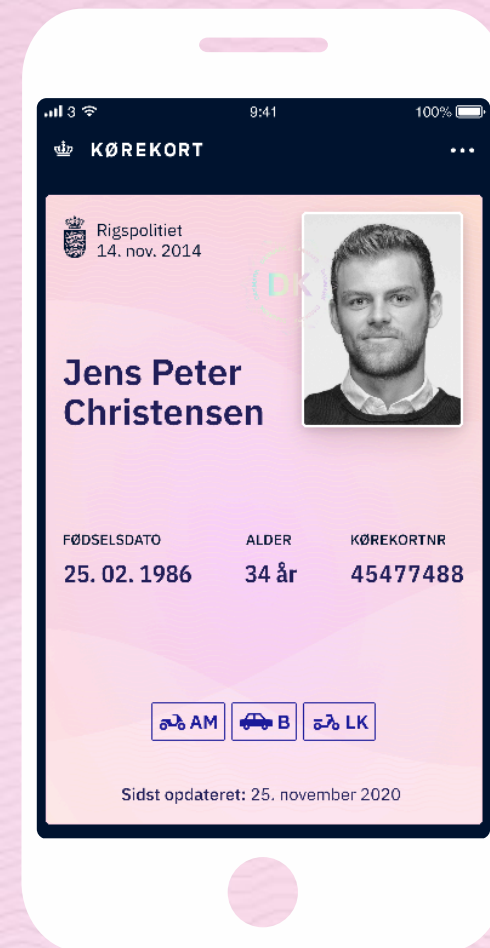 3
9:41
100%
KØREKORT
Rigspolitiet
14. nov. 2014
DK
Jens Peter
Christensen
FØDSELSDATO
ALDER
KØREKORTNR
25. 02. 1986
34 år
45477488
AM
B
LK
Sidst opdateret: 25. november 2020